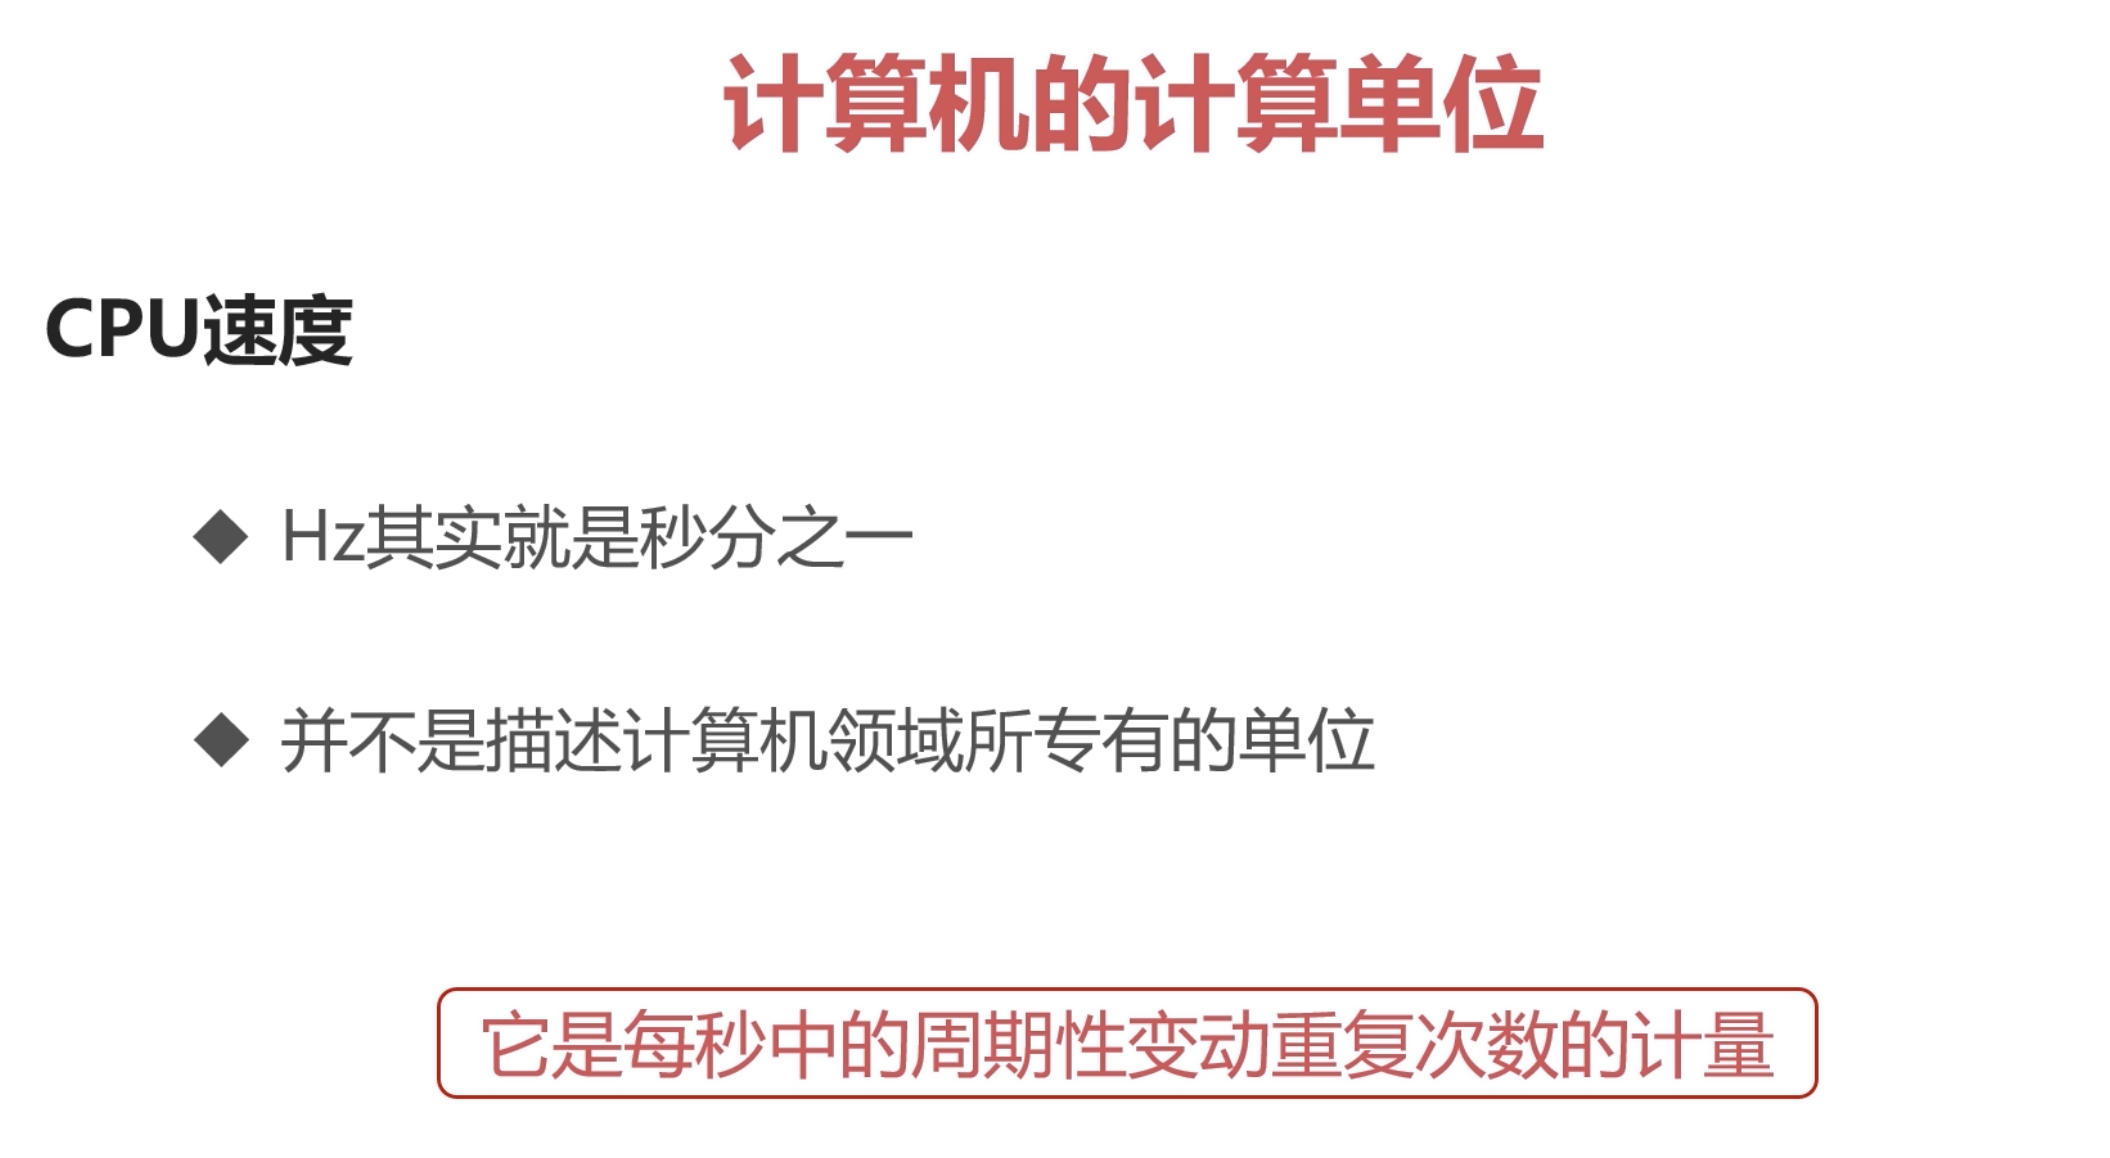 计算机的计算单位
CPU速度
◆ Hz其实就是秒分之一
◆ 并不是描述计算机领域所专有的单位
它是每秒中的周期性变动重复次数的计量